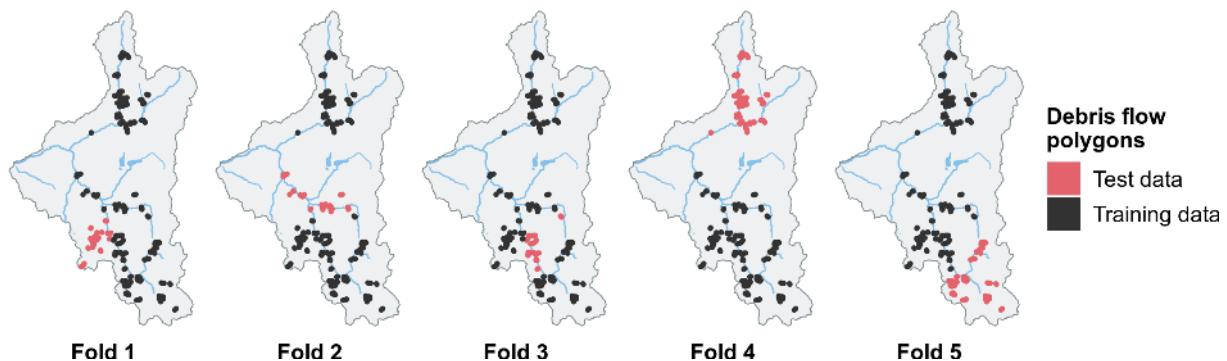 Debris flow
polygons
Test data
Training data
Fold 1
Fold 2
Fold 3
Fold 4
Fold 5